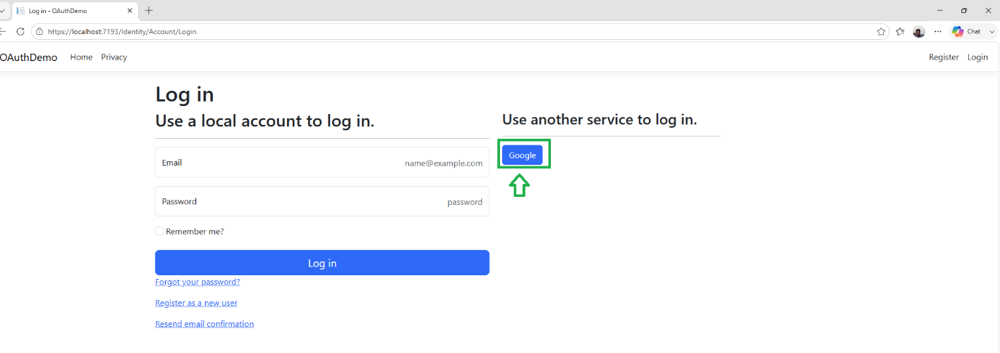 Log in - OAuthDemo
https://localhost:7193/Identity/Account/Login
Chat
OAuthDemo Home Privacy Register Login
Log in
Use a local account to log in.
Email name@example.com
Password password
Remember me?
Log in
Forgot your password?
Register as a new user
Resend email confirmation
Use another service to log in.
Google